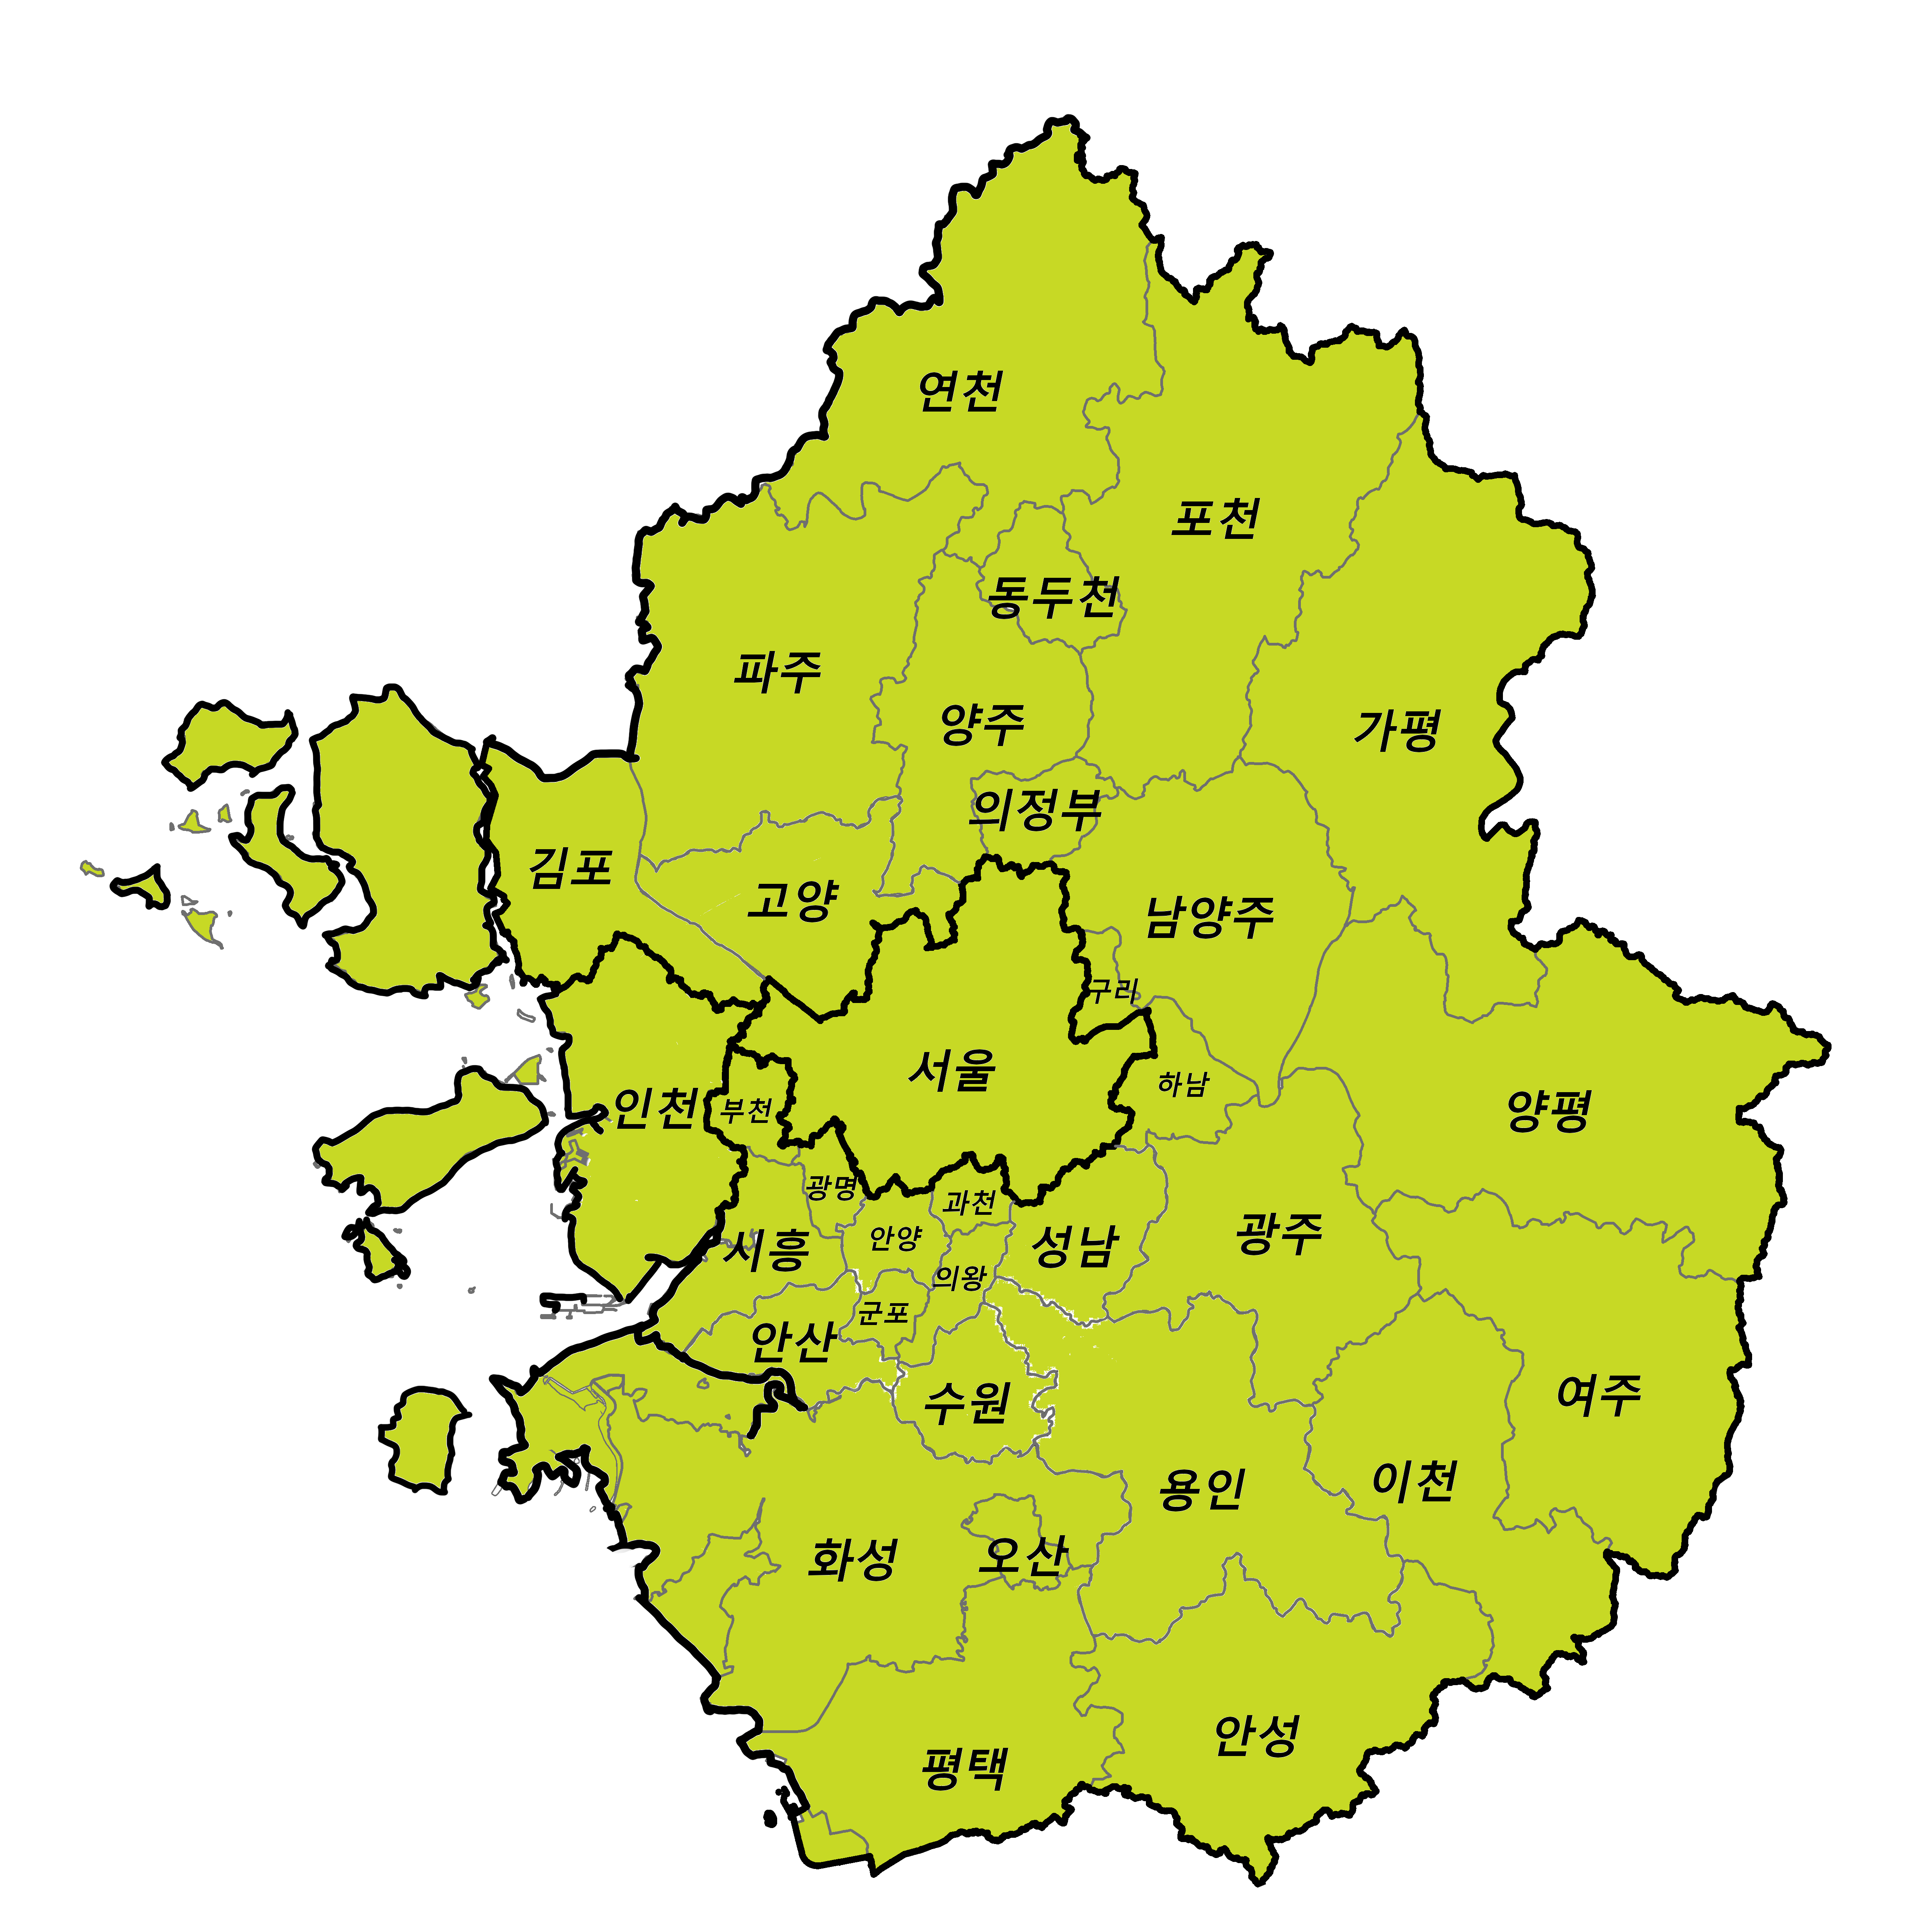 연천
포천
동두천
파주
양주
가평
의정부
김포
고양
남양주
구리
서울
하남
인천
부천
양평
광명
과천
시흥
안양
성남
광주
의왕
군포
안산
수원
여주
용인
이천
화성
오산
안성
평택